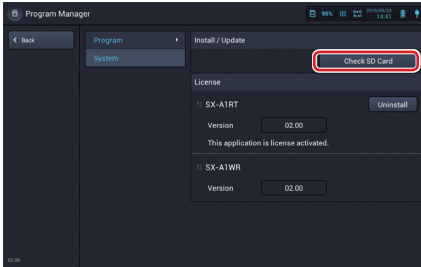 Program Manager
95%
2015/05/21
14:41
Back
Program
System
Install / Update
Check SD Card
License
SX-A1RT
Uninstall
Version 02.00
This application is license activated.
SX-A1WR
Version 02.00
02.00